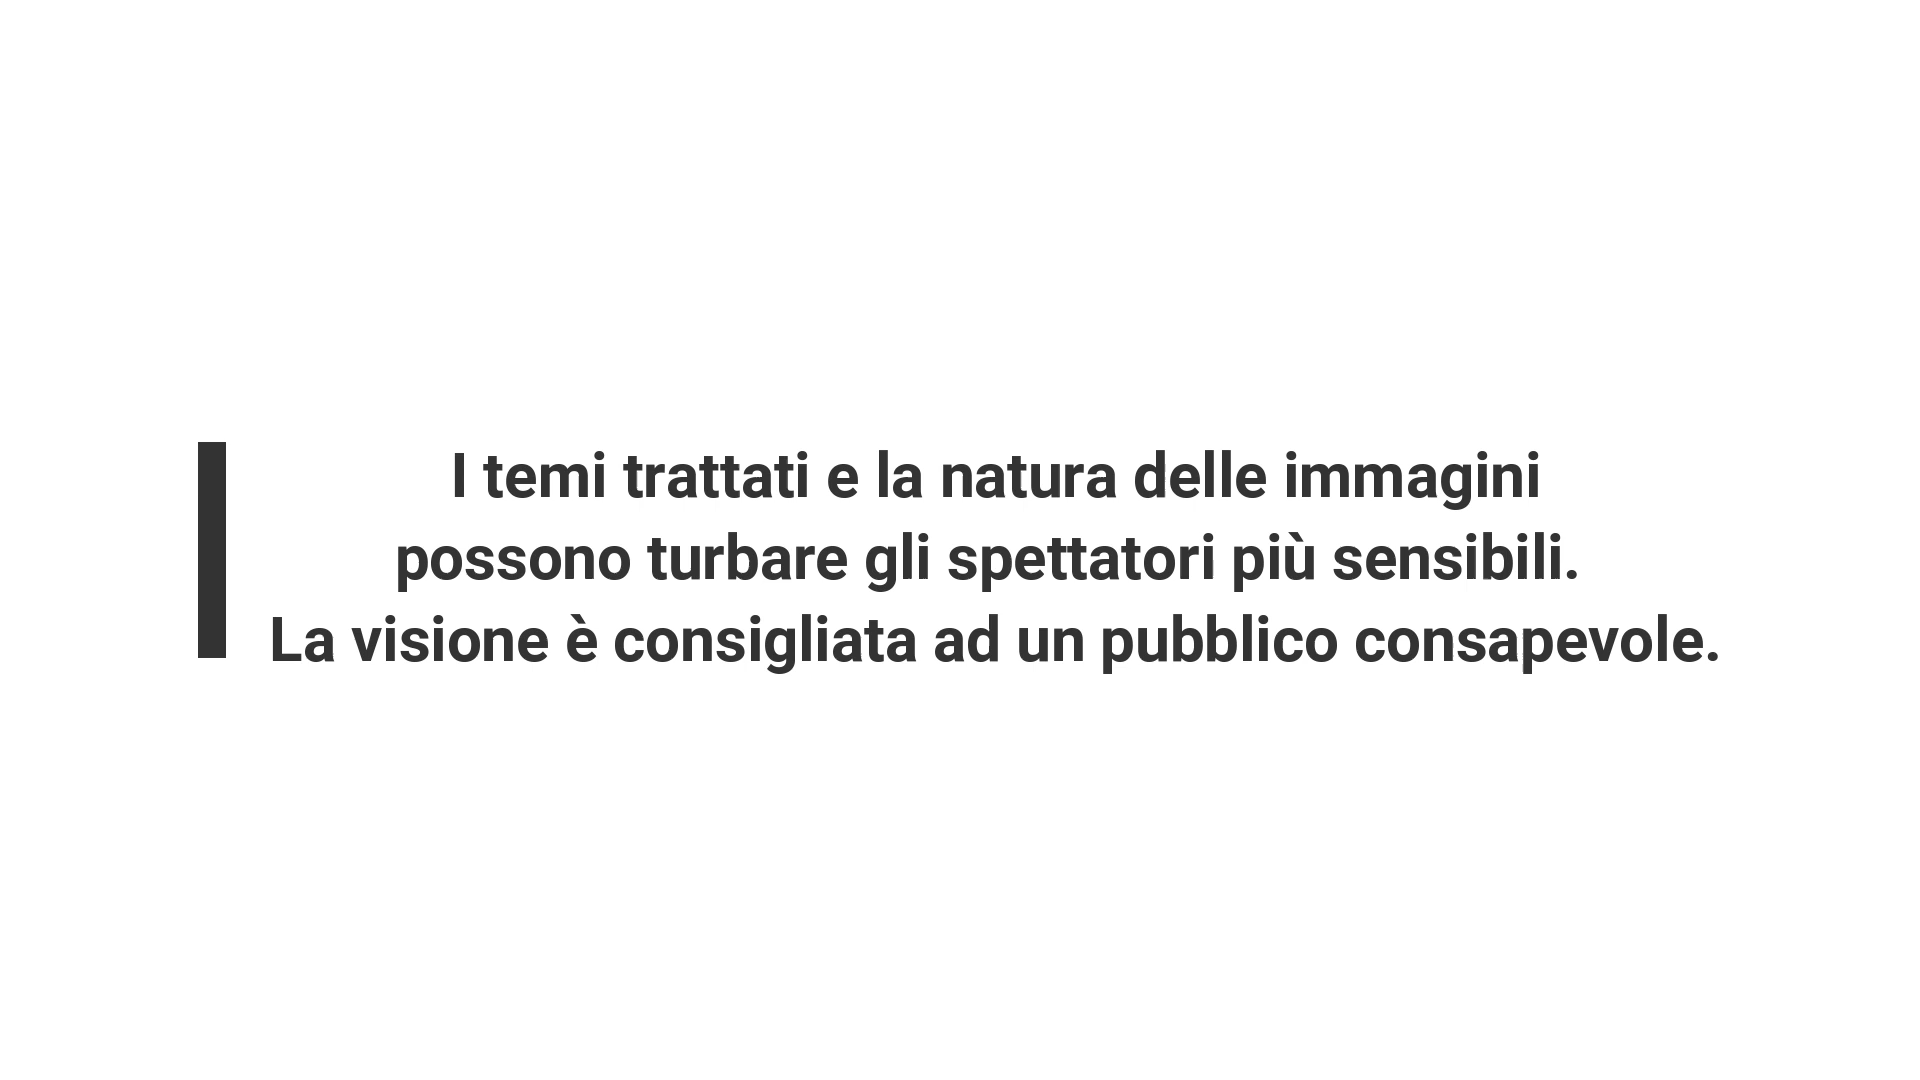 I temi trattati e la natura delle immagini
possono turbare gli spettatori più sensibili.
La visione è consigliata ad un pubblico consapevole.